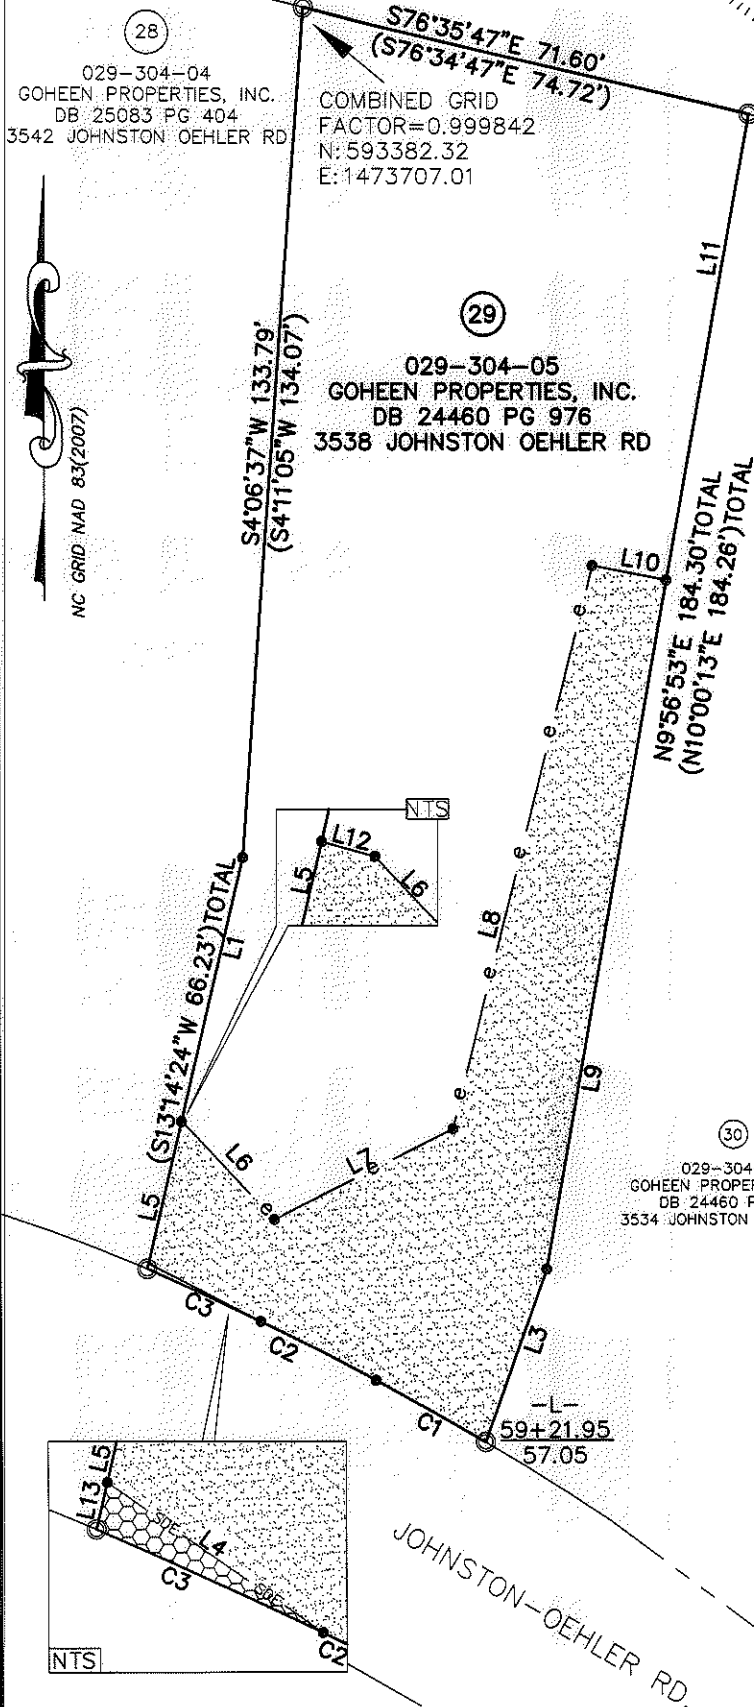 S76°35'47"E 71.60'
(S76°34'47"E 74.72')
28
029-304-04
GOHEEN PROPERTIES, INC.
DB 25083 PG 404
3542 JOHNSTON OEHLER RD
COMBINED GRID
FACTOR=0.999842
N: 593382.32
E: 1473707.01
L11
NC GRID NAD 83(2007)
S4°06'37"W 133.79'
(S4°11'05"W 134.07')
29
029-304-05
GOHEEN PROPERTIES, INC.
DB 24460 PG 976
3538 JOHNSTON OEHLER RD
L10
N9°56'53"E 184.30'TOTAL
(N10°00'13"E 184.26')TOTAL
e
e
e
e
e
L8
NTS
L12
L5
L6
(S13°14'24"W 66.23')TOTAL
L1
L9
L6
e
L7
e
L5
30
029-304
GOHEEN PROPE
DB 24460 P
3534 JOHNSTON
C3
C2
C1
L3
-L-
59+21.95
57.05
L5
L13
SDE
L4
SDE
C3
C2
NTS
JOHNSTON-OEHLER RD.